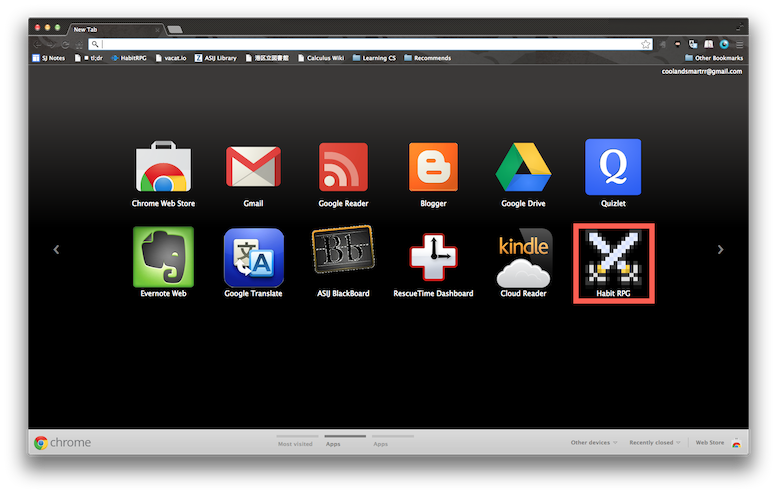 New Tab
SJ Notes
■ tl;dr
HabitRPG
vacat.io
Z ASIJ Library
港区立図書館
Calculus Wiki
Learning CS
Recommends
Other Bookmarks
coolandsmartrr@gmail.com
Chrome Web Store
Gmail
Google Reader
Blogger
Google Drive
Q
Quizlet
文
A
Bb
kindle
Evernote Web
Google Translate
ASIJ BlackBoard
RescueTime Dashboard
Cloud Reader
Habit RPG
chrome
Most visited
Apps
Apps
Other devices
Recently closed
Web Store